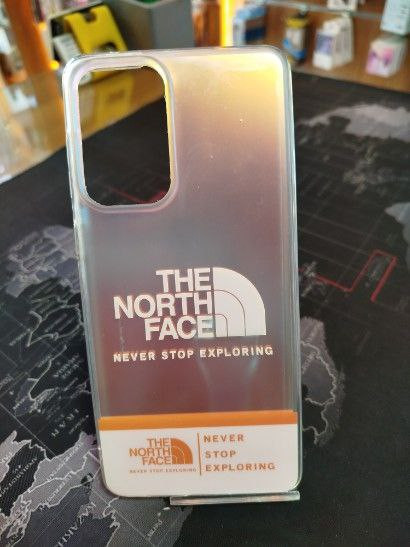 THE
NORTH
FACE
NEVER STOP EXPLORING
THE
NORTH
FACE
NEVER STOP EXPLORING
NEVER
STOP
EXPLORING